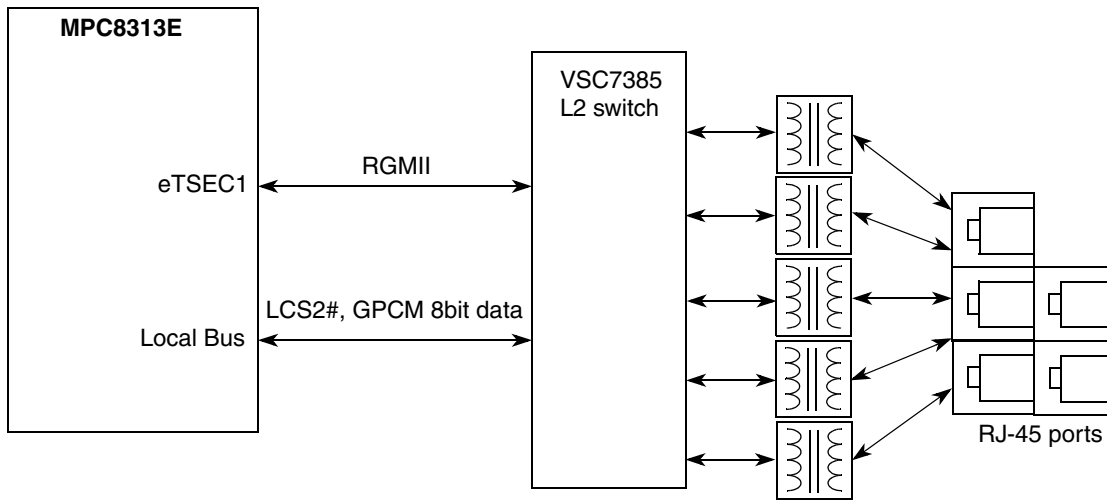 MPC8313E
VSC7385
L2 switch
RGMII
eTSEC1
LCS2#, GPCM 8bit data
Local Bus
RJ-45 ports